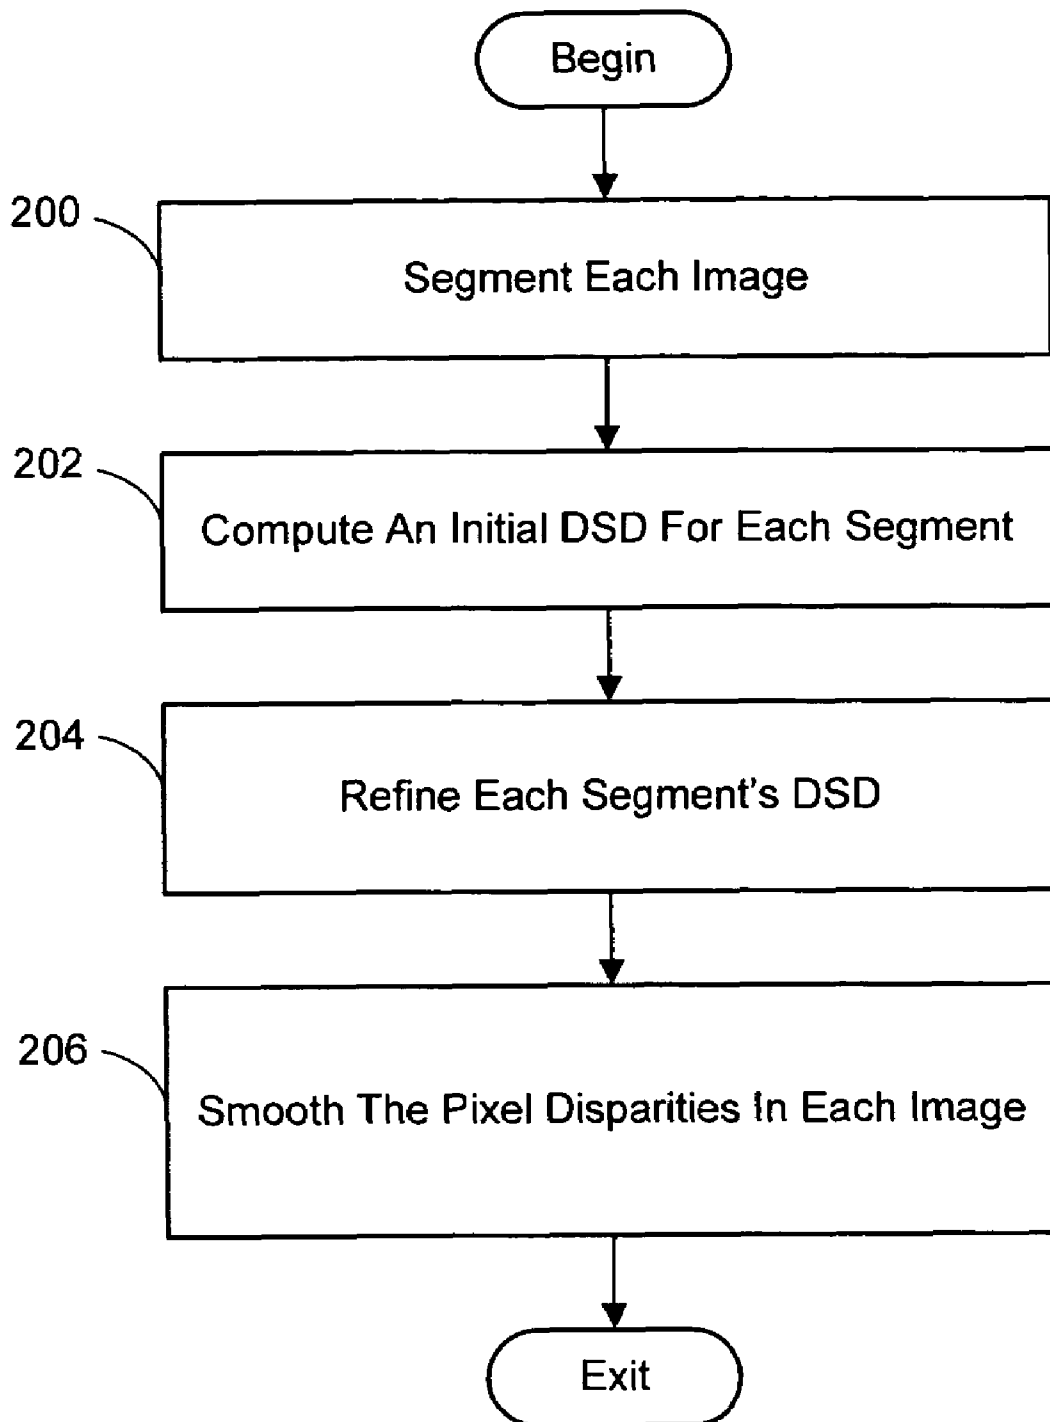 Begin
200
Segment Each Image
202
Compute An Initial DSD For Each Segment
204
Refine Each Segment's DSD
206
Smooth The Pixel Disparities In Each Image
Exit